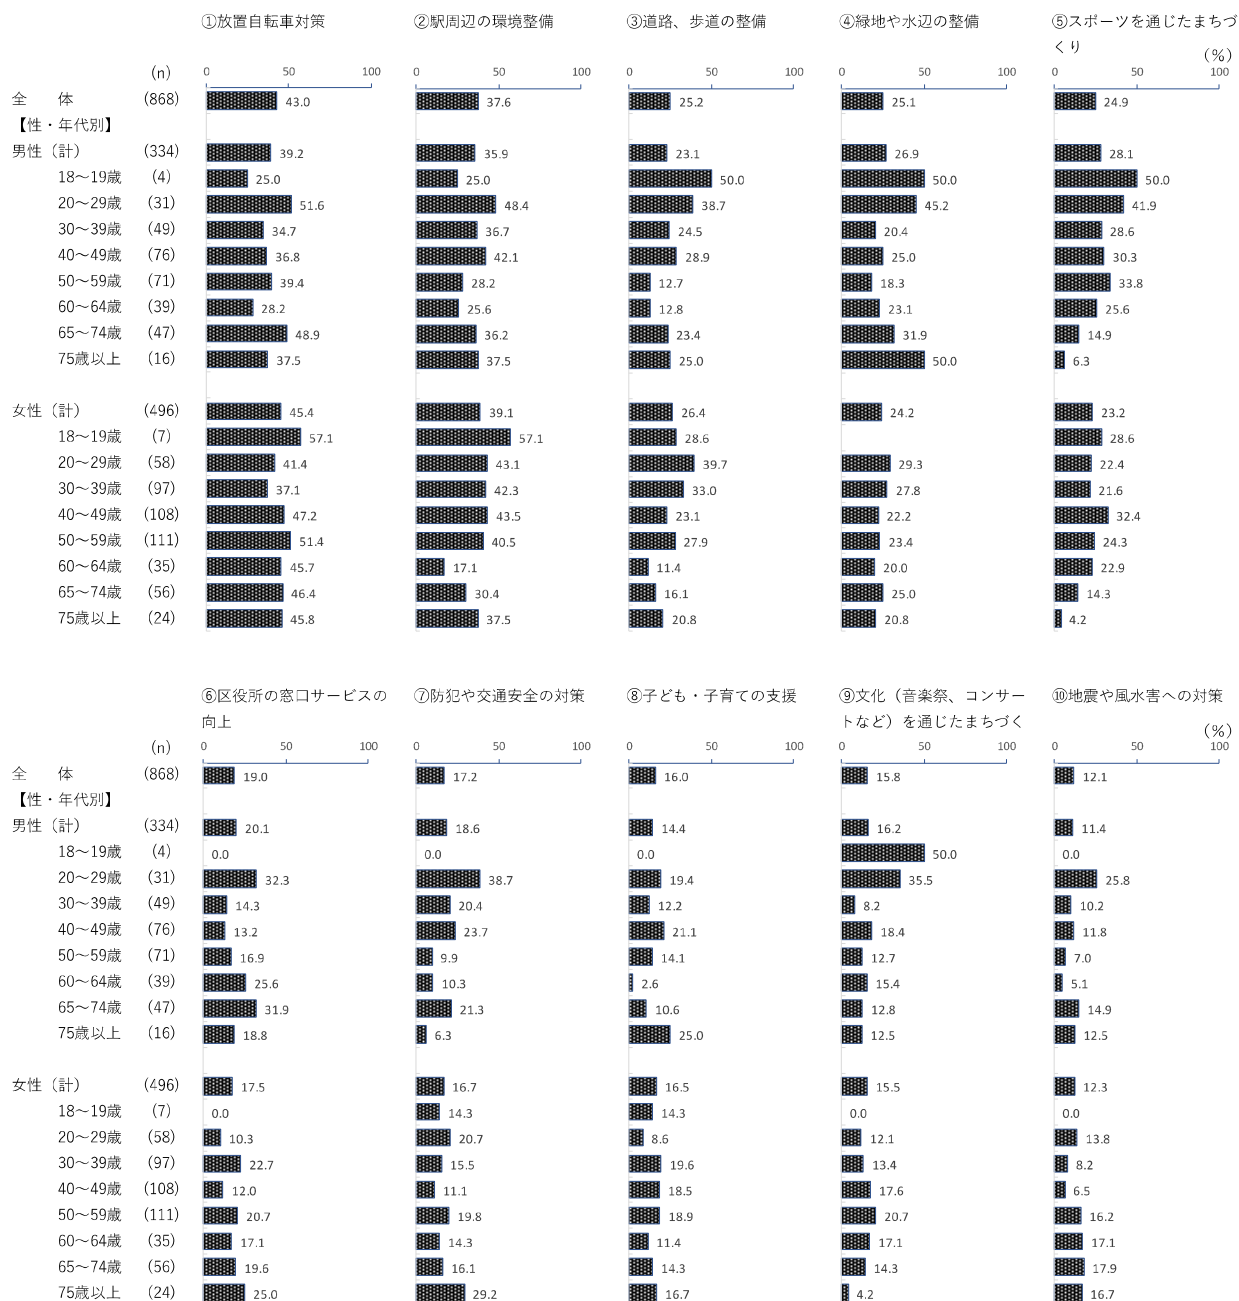 ①放置自転車対策 ②駅周辺の環境整備 ③道路、歩道の整備 ④緑地や水辺の整備 ⑤スポーツを通じたまちづ
くり
(%)
(n) 0 50 100 0 50 100 0 50 100 0 50 100 0 50 100
全 体 (868) 43.0 37.6 25.2 25.1 24.9
【性・年代別】
男性（計） (334) 39.2 35.9 23.1 26.9 28.1
18～19歳 (4) 25.0 25.0 50.0 50.0 50.0
20～29歳 (31) 51.6 48.4 38.7 45.2 41.9
30～39歳 (49) 34.7 36.7 24.5 20.4 28.6
40～49歳 (76) 36.8 42.1 28.9 25.0 30.3
50～59歳 (71) 39.4 28.2 12.7 18.3 33.8
60～64歳 (39) 28.2 25.6 12.8 23.1 25.6
65～74歳 (47) 48.9 36.2 23.4 31.9 14.9
75歳以上 (16) 37.5 37.5 25.0 50.0 6.3
女性（計） (496) 45.4 39.1 26.4 24.2 23.2
18～19歳 (7) 57.1 57.1 28.6 28.6
20～29歳 (58) 41.4 43.1 39.7 29.3 22.4
30～39歳 (97) 37.1 42.3 33.0 27.8 21.6
40～49歳 (108) 47.2 43.5 23.1 22.2 32.4
50～59歳 (111) 51.4 40.5 27.9 23.4 24.3
60～64歳 (35) 45.7 17.1 11.4 20.0 22.9
65～74歳 (56) 46.4 30.4 16.1 25.0 14.3
75歳以上 (24) 45.8 37.5 20.8 20.8 4.2
⑥区役所の窓口サービスの ⑦防犯や交通安全の対策 ⑧子ども・子育ての支援 ⑨文化（音楽祭、コンサー ⑩地震や風水害への対策
向上 トなど）を通じたまちづく
(%)
(n) 0 50 100 0 50 100 0 50 100 0 50 100 0 50 100
全 体 (868) 19.0 17.2 16.0 15.8 12.1
【性・年代別】
男性（計） (334) 20.1 18.6 14.4 16.2 11.4
18～19歳 (4) 0.0 0.0 0.0 50.0 0.0
20～29歳 (31) 32.3 38.7 19.4 35.5 25.8
30～39歳 (49) 14.3 20.4 12.2 8.2 10.2
40～49歳 (76) 13.2 23.7 21.1 18.4 11.8
50～59歳 (71) 16.9 9.9 14.1 12.7 7.0
60～64歳 (39) 25.6 10.3 2.6 15.4 5.1
65～74歳 (47) 31.9 21.3 10.6 12.8 14.9
75歳以上 (16) 18.8 6.3 25.0 12.5 12.5
女性（計） (496) 17.5 16.7 16.5 15.5 12.3
18～19歳 (7) 0.0 14.3 14.3 0.0 0.0
20～29歳 (58) 10.3 20.7 8.6 12.1 13.8
30～39歳 (97) 22.7 15.5 19.6 13.4 8.2
40～49歳 (108) 12.0 11.1 18.5 17.6 6.5
50～59歳 (111) 20.7 19.8 18.9 20.7 16.2
60～64歳 (35) 17.1 14.3 11.4 17.1 17.1
65～74歳 (56) 19.6 16.1 14.3 14.3 17.9
75歳以上 (24) 25.0 29.2 16.7 4.2 16.7